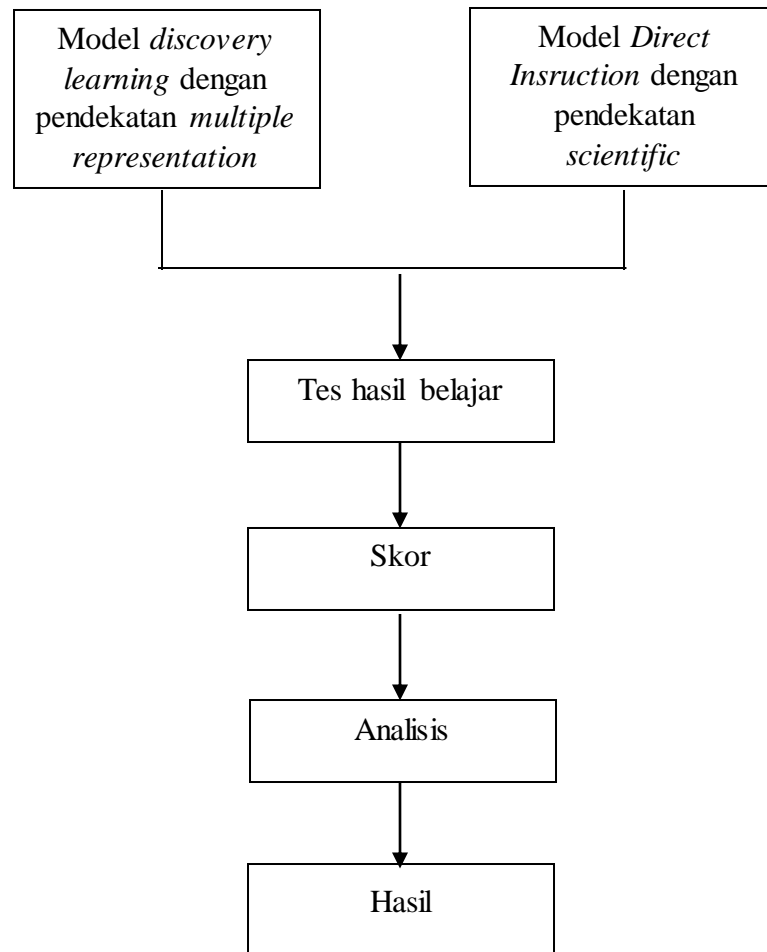 Model discovery
learning dengan
pendekatan multiple
representation
Model Direct
Insruction dengan
pendekatan
scientific
Tes hasil belajar
Skor
Analisis
Hasil